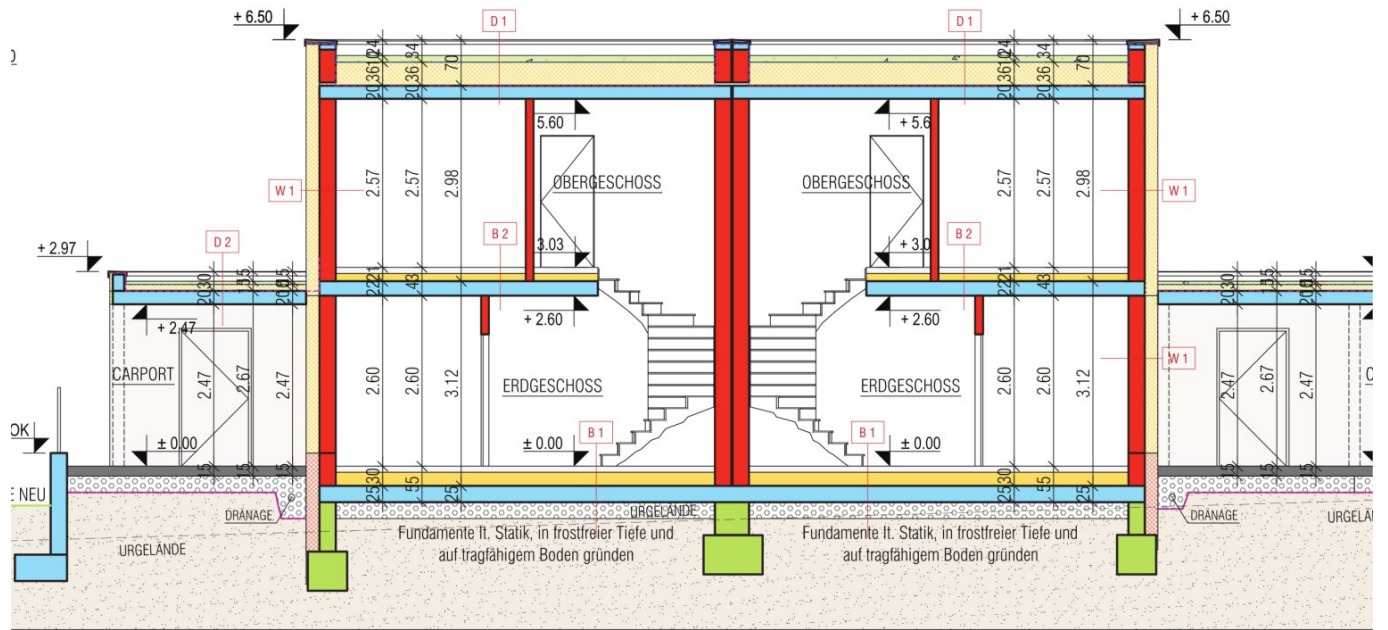 + 6.50
D 1
D 1
+ 6.50
24
34
70
10
36
36
20
20
24
34
70
10
36
36
20
20
5.60
+ 5.6
2.57
2.57
2.98
OBERGESCHOSS
OBERGESCHOSS
2.57
2.57
2.98
W 1
W 1
+ 2.97
D 2
B 2
3.03
+ 3.0
B 2
22
21
43
22
21
43
20
30
20
30
+ 2.47
+ 2.60
+ 2.60
CARPORT
2.47
2.67
2.47
2.60
2.60
3.12
ERDGESCHOSS
ERDGESCHOSS
2.60
2.60
3.12
W 1
2.47
2.67
2.47
C
OK
± 0.00
± 0.00
B 1
B 1
± 0.00
15
15
15
15
25
30
55
25
25
30
55
25
E NEU
DRÄNAGE
URGELÄNDE
DRÄNAGE
URGELÄ
URGELÄNDE
Fundamente lt. Statik, in frostfreier Tiefe und
auf tragfähigem Boden gründen
Fundamente lt. Statik, in frostfreier Tiefe und
auf tragfähigem Boden gründen